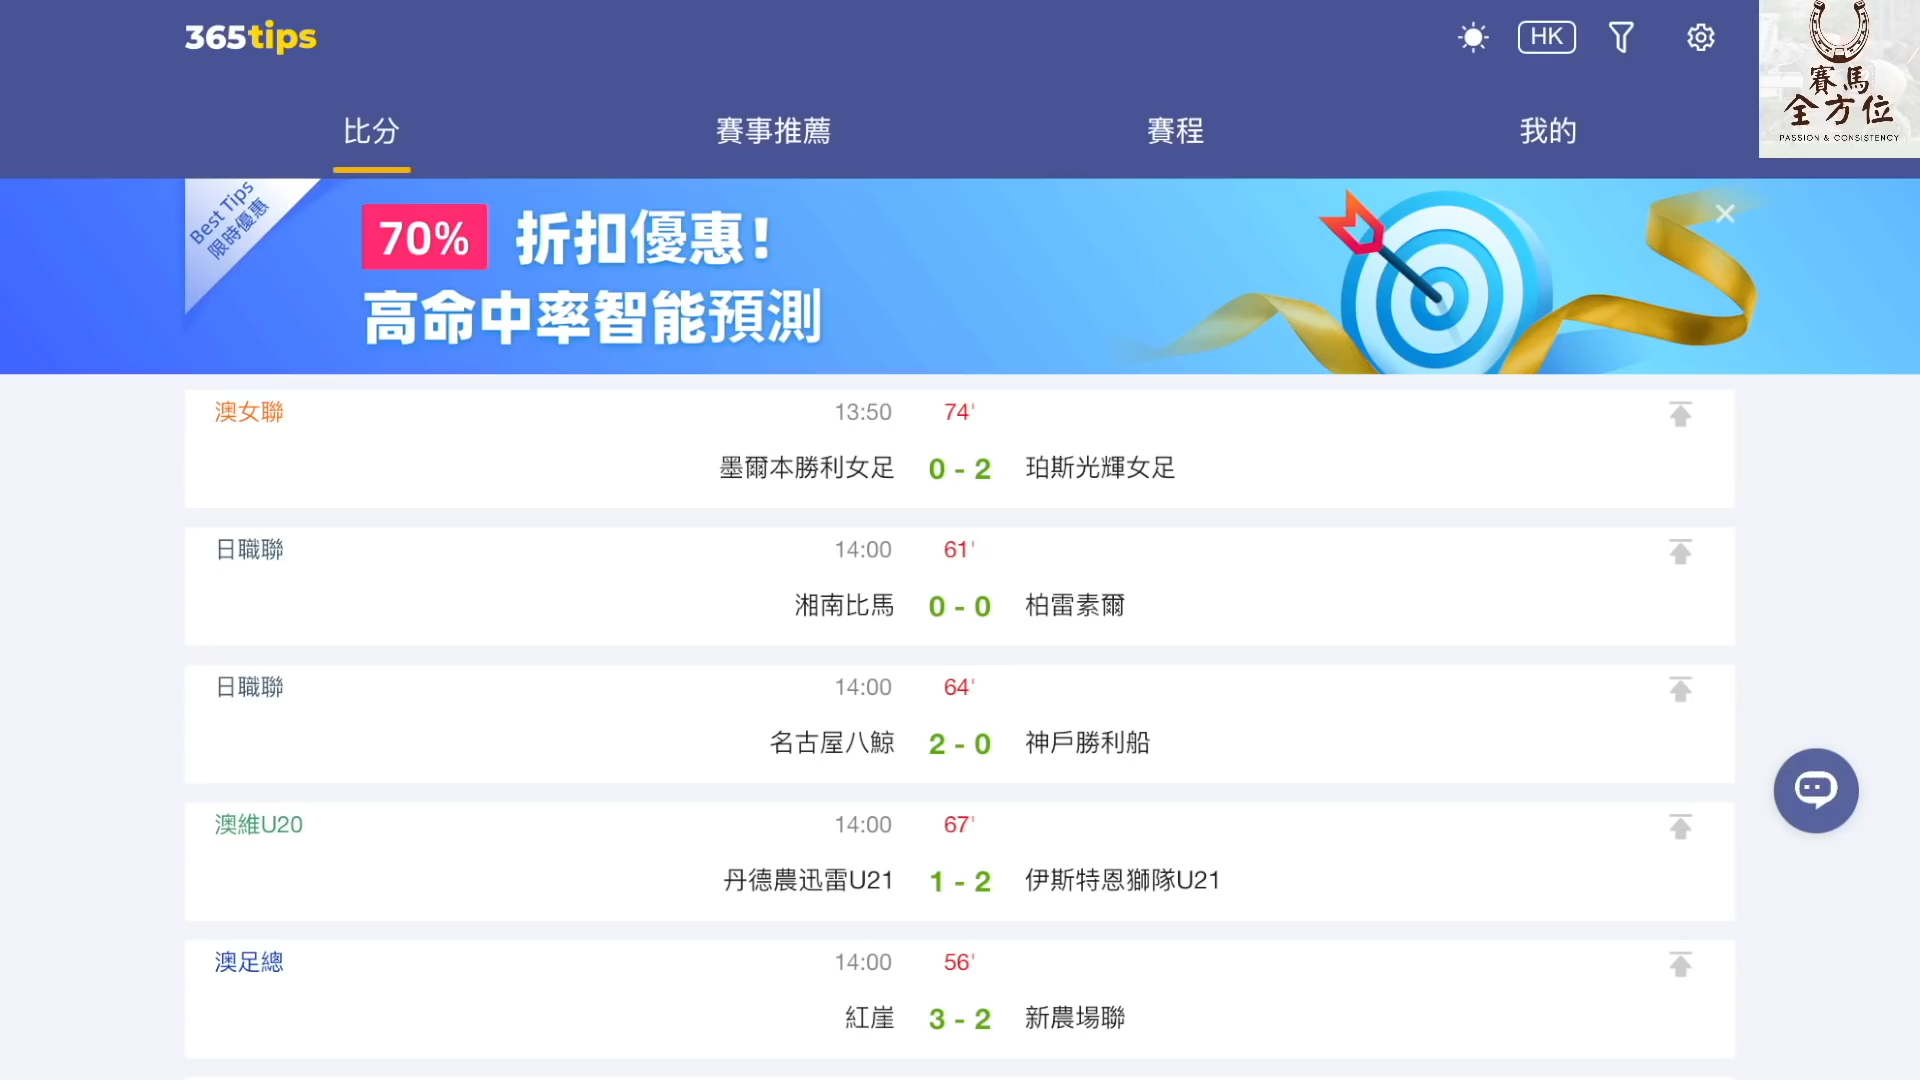 365tips
HK
賽馬
全方位
PASSION & CONSISTENCY
比分
賽事推薦
賽程
我的
Best Tips
限時優惠
70% 折扣優惠!
高命中率智能預測
澳女聯 13:50 74'
墨爾本勝利女足 0 - 2 珀斯光輝女足
日職聯 14:00 61'
湘南比馬 0 - 0 柏雷素爾
日職聯 14:00 64'
名古屋八鯨 2 - 0 神戶勝利船
澳維U20 14:00 67'
丹德農迅雷U21 1 - 2 伊斯特恩獅隊U21
澳足總 14:00 56'
紅崖 3 - 2 新農場聯